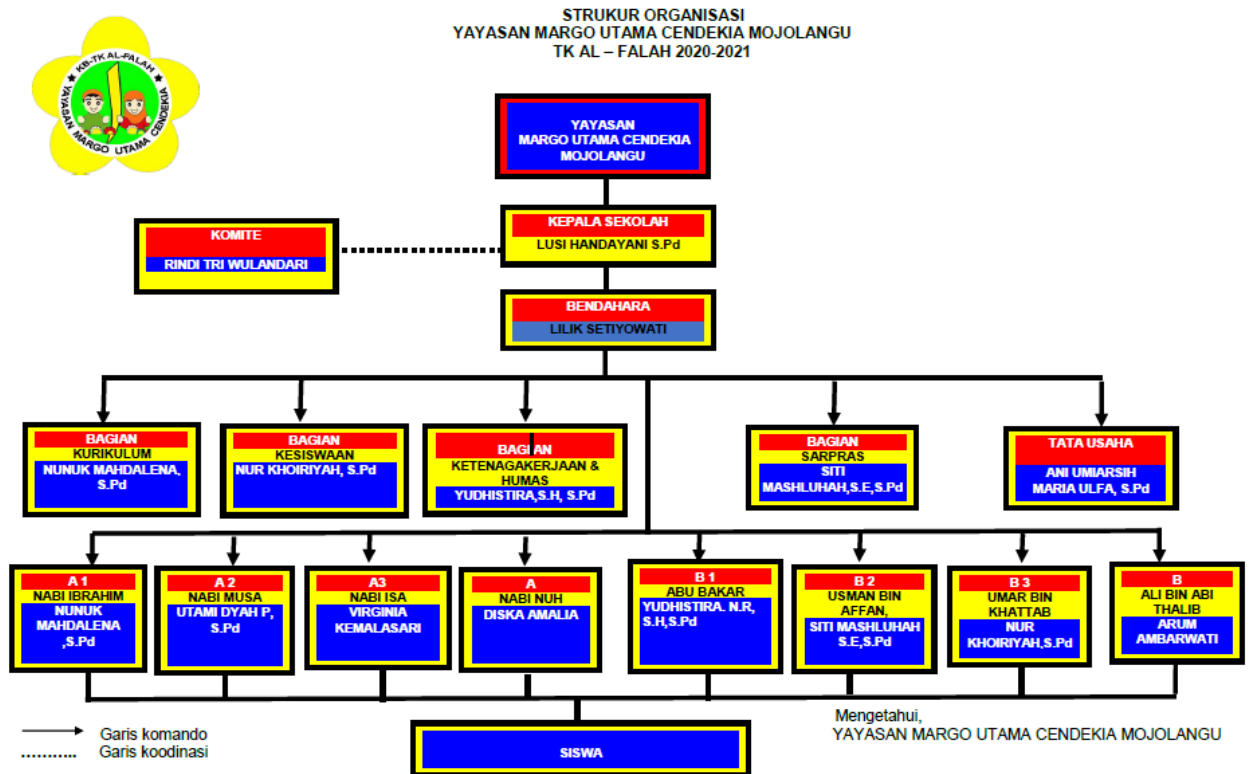 STRUKUR ORGANISASI
YAYASAN MARGO UTAMA CENDEKIA MOJOLANGU
TK AL – FALAH 2020-2021
KB-TK AL-FALAH
YAYASAN MARGO UTAMA CENDEKIA
YAYASAN
MARGO UTAMA CENDEKIA
MOJOLANGU
KEPALA SEKOLAH
LUSI HANDAYANI S.Pd
KOMITE
RINDI TRI WULANDARI
BENDAHARA
LILIK SETIYOWATI
BAGIAN
KURIKULUM
NUNUK MAHDALENA,
S.Pd
BAGIAN
KESISWAAN
NUR KHOIRIYAH, S.Pd
BAGIAN
KETENAGAKERJAAN &
HUMAS
YUDHISTIRA,S.H, S.Pd
BAGIAN
SARPRAS
SITI
MASHLUHAH,S.E,S.Pd
TATA USAHA
ANI UMIARSIH
MARIA ULFA, S.Pd
A 1
NABI IBRAHIM
NUNUK
MAHDALENA
,S.Pd
A 2
NABI MUSA
UTAMI DYAH P,
S.Pd
A3
NABI ISA
VIRGINIA
KEMALASARI
A
NABI NUH
DISKA AMALIA
B 1
ABU BAKAR
YUDHISTIRA. N.R,
S.H,S.Pd
B 2
USMAN BIN
AFFAN,
SITI MASHLUHAH
S.E,S.Pd
B 3
UMAR BIN
KHATTAB
NUR
KHOIRIYAH,S.Pd
B
ALI BIN ABI
THALIB
ARUM
AMBARWATI
SISWA
Garis komando
........... Garis koodinasi
Mengetahui,
YAYASAN MARGO UTAMA CENDEKIA MOJOLANGU